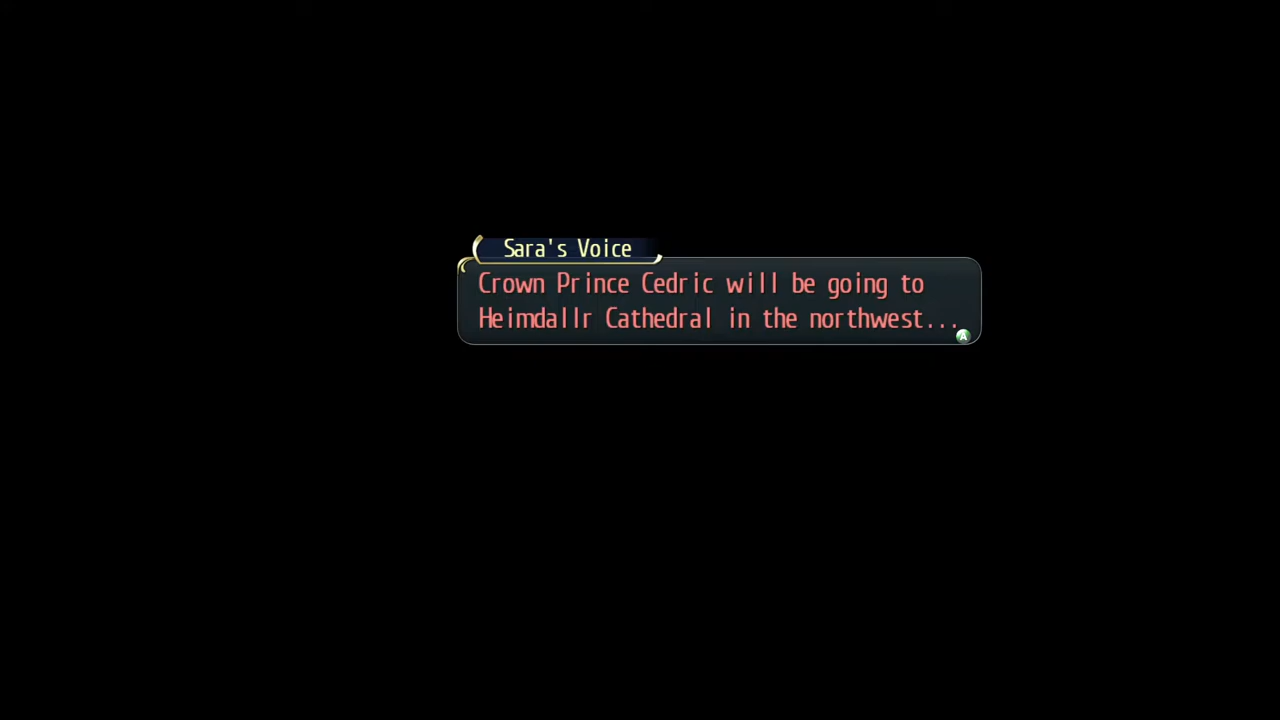 Sara's Voice
Crown Prince Cedric will be going to
Heimdallr Cathedral in the northwest...
A